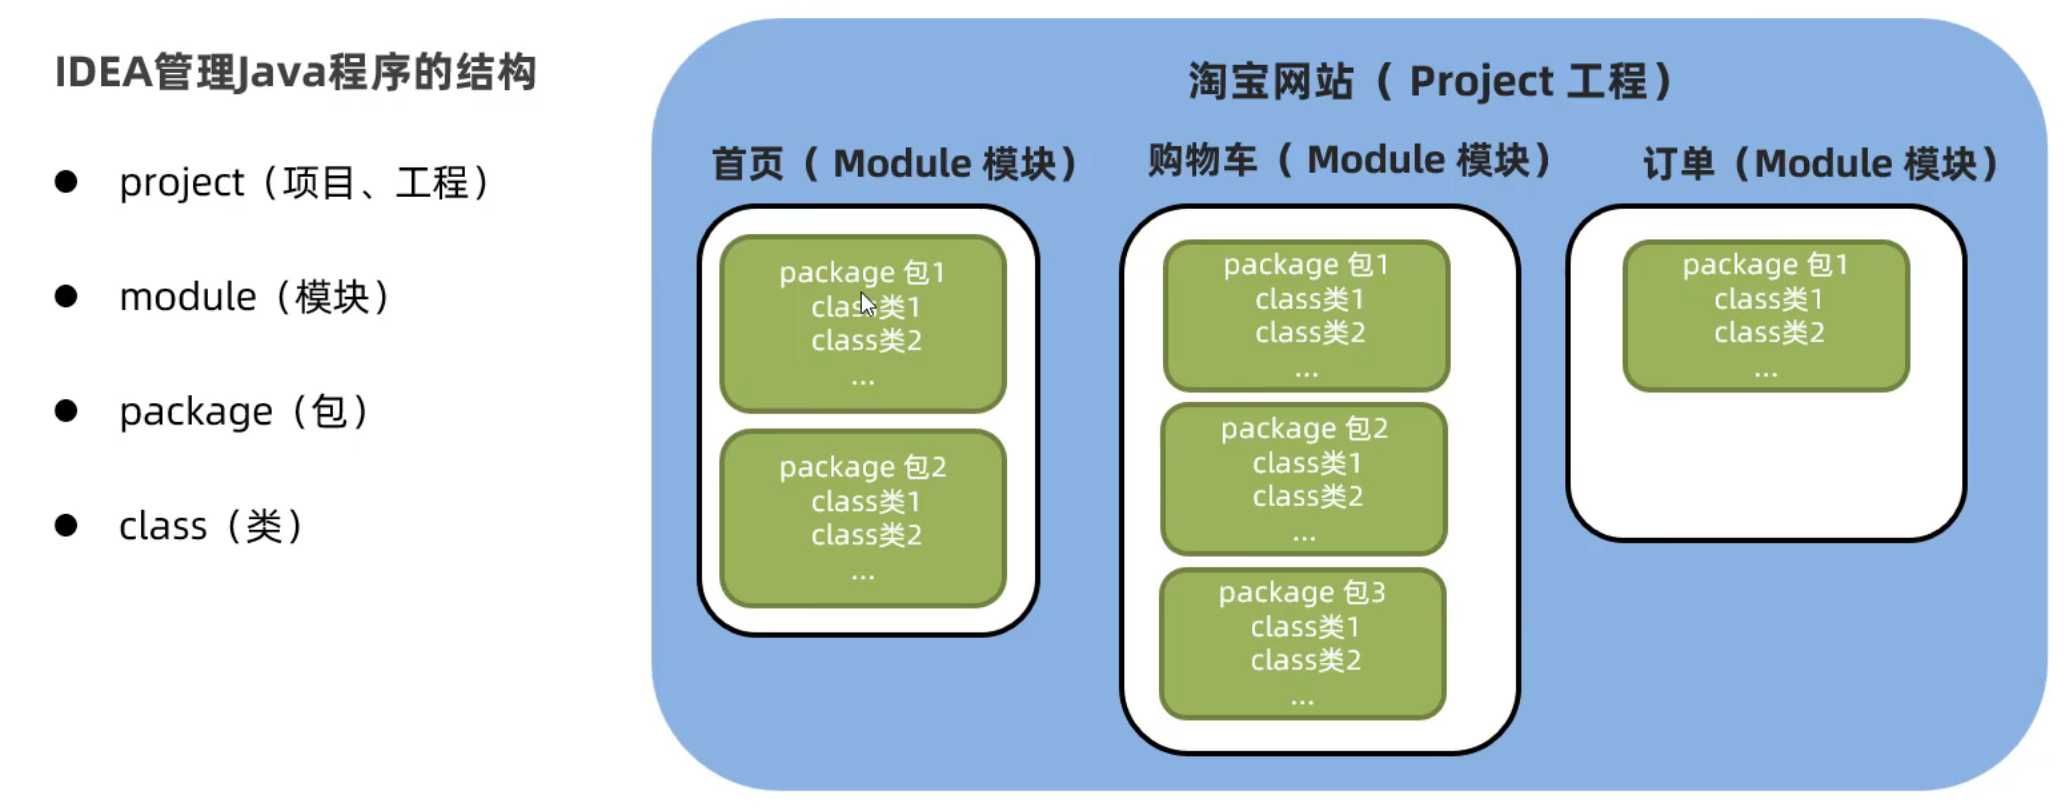 IDEA管理Java程序的结构
project（项目、工程）
module（模块）
package（包）
class（类）
淘宝网站（ Project 工程）
首页（ Module 模块）
package 包1
class类1
class类2
...
package 包2
class类1
class类2
...
购物车（ Module 模块）
package 包1
class类1
class类2
...
package 包2
class类1
class类2
...
package 包3
class类1
class类2
...
订单（Module 模块）
package 包1
class类1
class类2
...